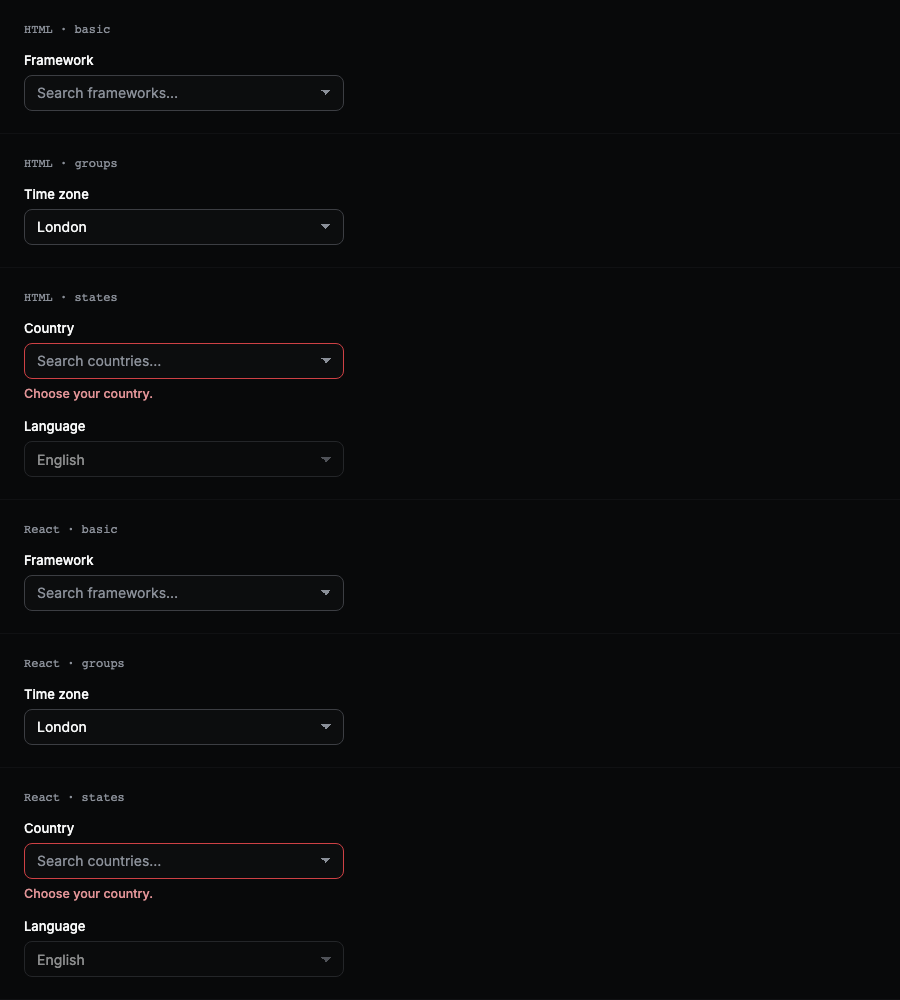 HTML · basic
Framework
Search frameworks...
HTML · groups
Time zone
London
HTML · states
Country
Search countries...
Choose your country.
Language
English
React · basic
Framework
Search frameworks...
React · groups
Time zone
London
React · states
Country
Search countries...
Choose your country.
Language
English